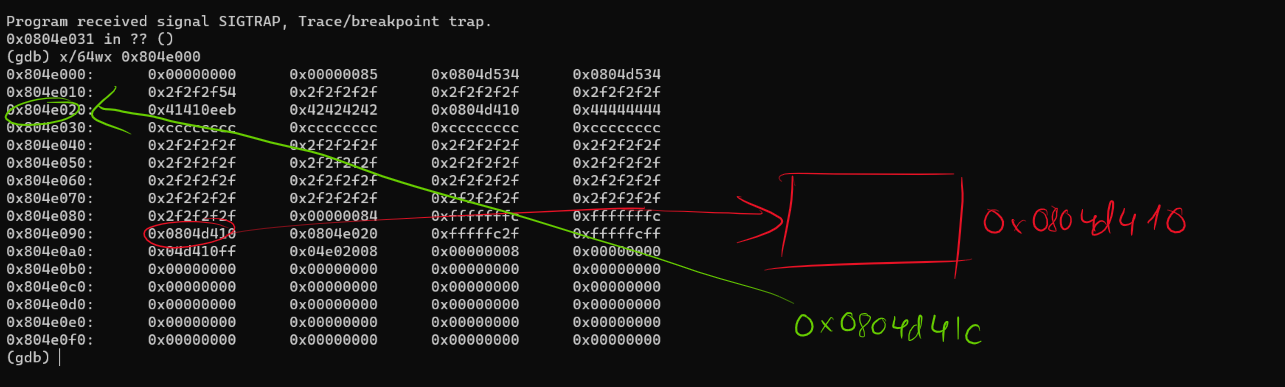 Program received signal SIGTRAP, Trace/breakpoint trap.
0x0804e031 in ?? ()
(gdb) x/64wx 0x804e000
0x804e000: 0x00000000 0x00000085 0x0804d534 0x0804d534
0x804e010: 0x2f2f2f54 0x2f2f2f2f 0x2f2f2f2f 0x2f2f2f2f
0x804e020: 0x41410eeb 0x42424242 0x0804d410 0x44444444
0x804e030: 0xcccccccc 0xcccccccc 0xcccccccc 0xcccccccc
0x804e040: 0x2f2f2f2f 0x2f2f2f2f 0x2f2f2f2f 0x2f2f2f2f
0x804e050: 0x2f2f2f2f 0x2f2f2f2f 0x2f2f2f2f 0x2f2f2f2f
0x804e060: 0x2f2f2f2f 0x2f2f2f2f 0x2f2f2f2f 0x2f2f2f2f
0x804e070: 0x2f2f2f2f 0x2f2f2f2f 0x2f2f2f2f 0x2f2f2f2f
0x804e080: 0x2f2f2f2f 0x00000084 0xfffffffc 0xfffffffc
0x804e090: 0x0804d410 0x0804e020 0xfffffc2f 0xfffffcff
0x0804d410
0x804e0a0: 0x04d410ff 0x04e02008 0x00000008 0x00000000
0x804e0b0: 0x00000000 0x00000000 0x00000000 0x00000000
0x804e0c0: 0x00000000 0x00000000 0x00000000 0x00000000
0x804e0d0: 0x00000000 0x00000000 0x00000000 0x00000000
0x804e0e0: 0x00000000 0x00000000 0x00000000 0x00000000
0x0804d41c
0x804e0f0: 0x00000000 0x00000000 0x00000000 0x00000000
(gdb)